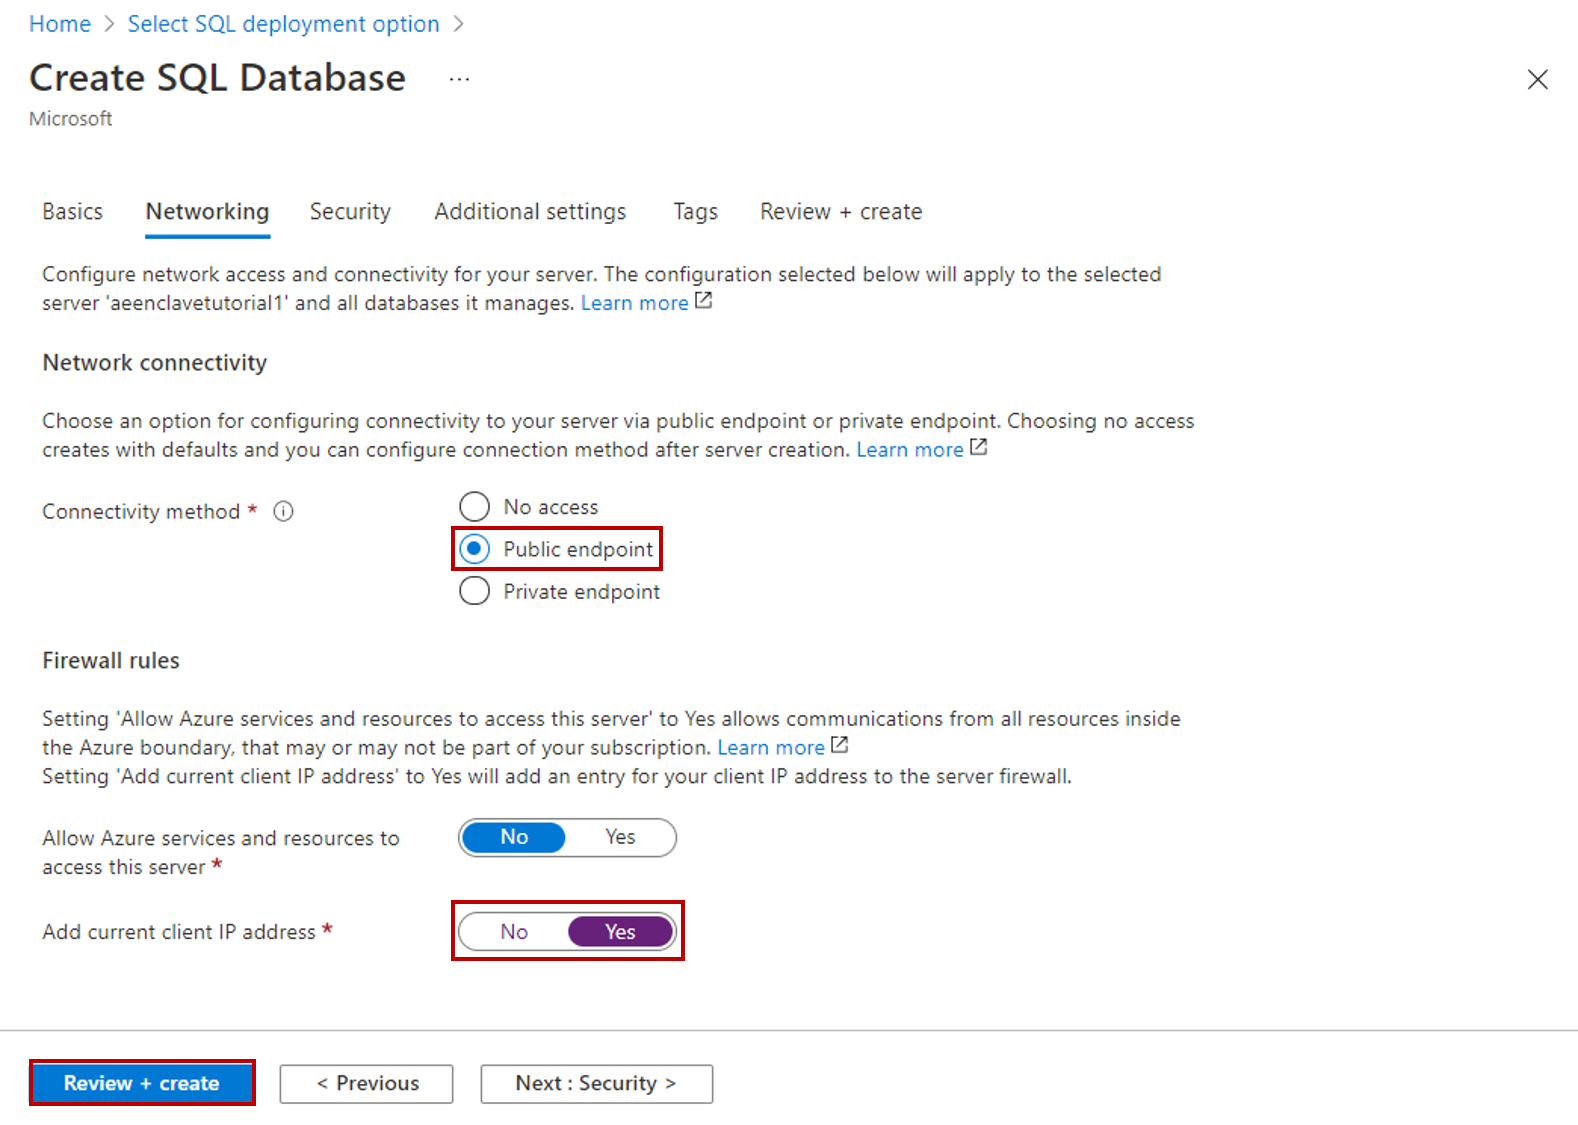 Home > Select SQL deployment option >
Create SQL Database ...
Microsoft
Basics Networking Security Additional settings Tags Review + create
Configure network access and connectivity for your server. The configuration selected below will apply to the selected
server 'aeenclavetutorial1' and all databases it manages. Learn more
Network connectivity
Choose an option for configuring connectivity to your server via public endpoint or private endpoint. Choosing no access
creates with defaults and you can configure connection method after server creation. Learn more
Connectivity method *
No access
Public endpoint
Private endpoint
Firewall rules
Setting 'Allow Azure services and resources to access this server' to Yes allows communications from all resources inside
the Azure boundary, that may or may not be part of your subscription. Learn more
Setting 'Add current client IP address' to Yes will add an entry for your client IP address to the server firewall.
Allow Azure services and resources to
access this server *
No Yes
Add current client IP address *
No Yes
Review + create
< Previous
Next : Security >